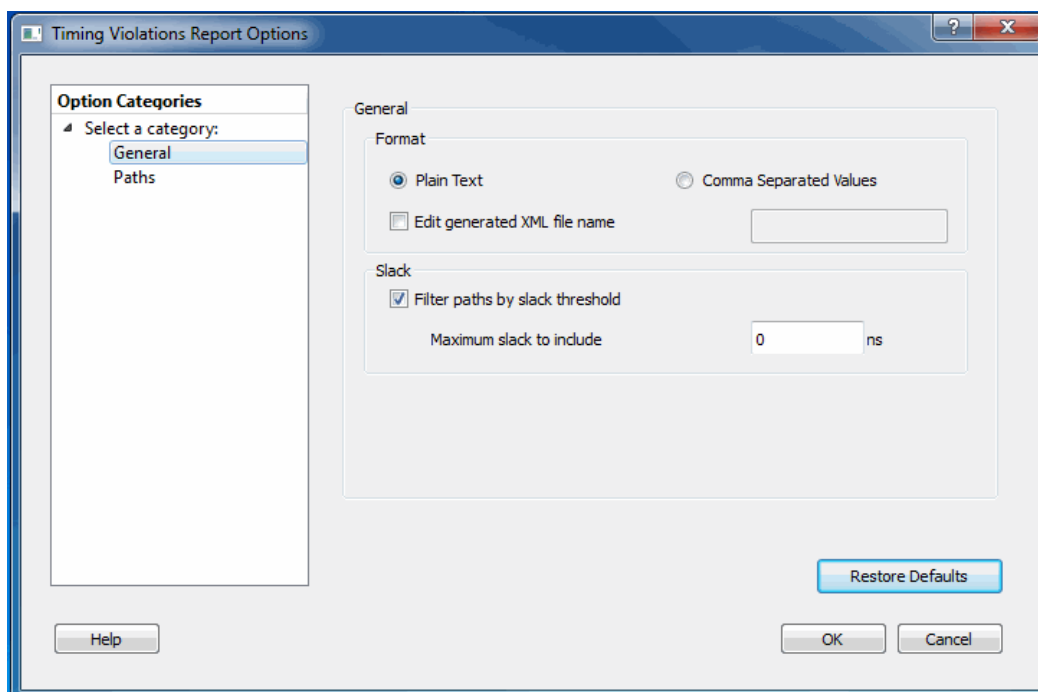 Timing Violations Report Options
?
Option Categories
Select a category:
General
Paths
General
Format
Plain Text
Comma Separated Values
Edit generated XML file name
Slack
Filter paths by slack threshold
Maximum slack to include
0
ns
Restore Defaults
Help
OK
Cancel